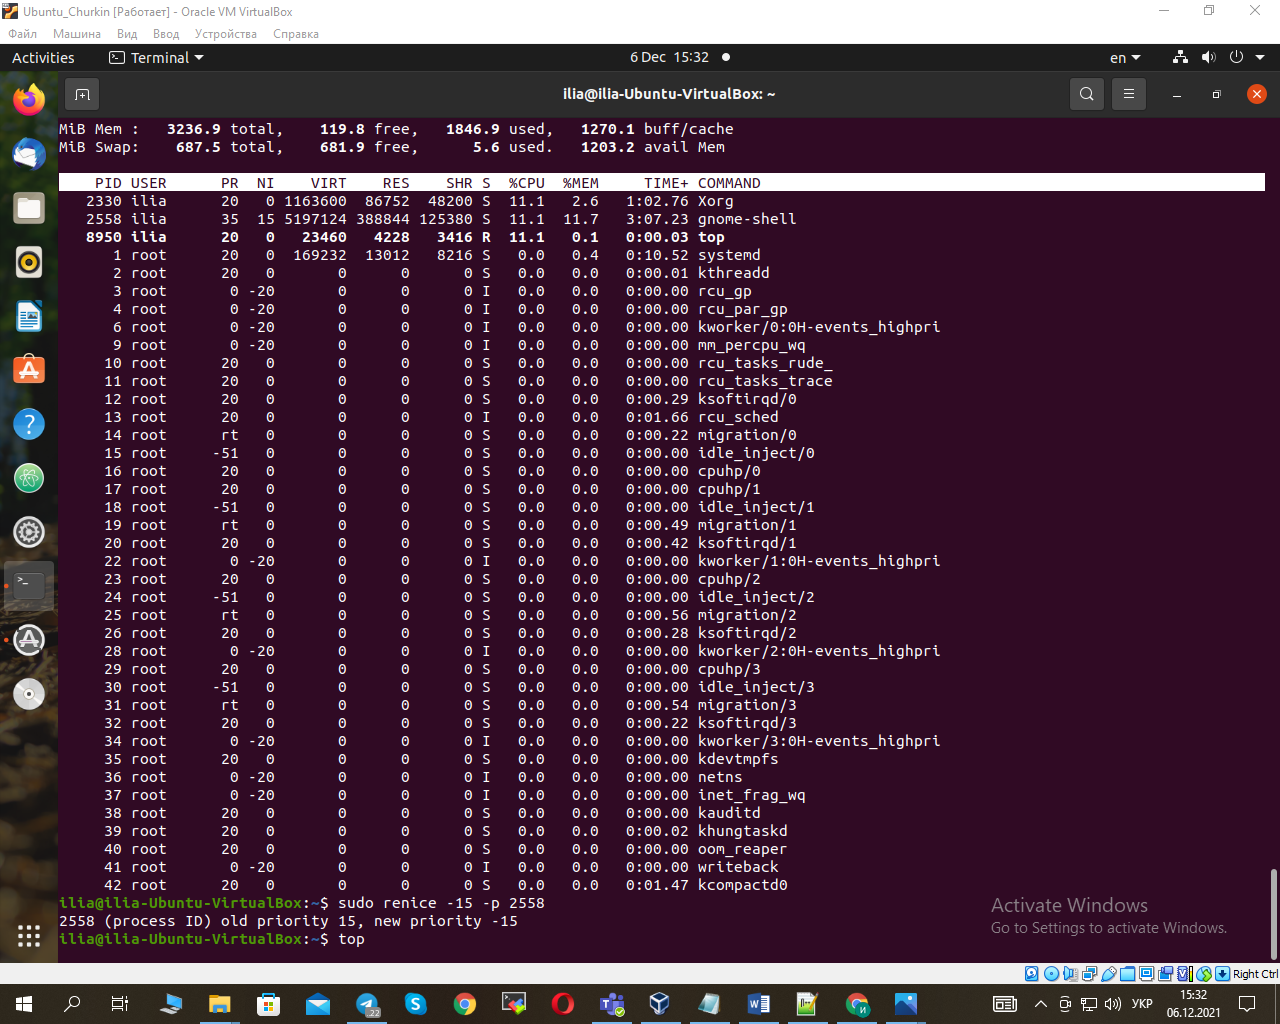 Ubuntu_Churkin [Работает] - Oracle VM VirtualBox
Файл Машина Вид Ввод Устройства Справка
Activities Terminal 6 Dec 15:32 en
ilia@ilia-Ubuntu-VirtualBox: ~
MiB Mem : 3236.9 total, 119.8 free, 1846.9 used, 1270.1 buff/cache
MiB Swap: 687.5 total, 681.9 free, 5.6 used. 1203.2 avail Mem
PID USER PR NI VIRT RES SHR S %CPU %MEM TIME+ COMMAND
2330 ilia 20 0 1163600 86752 48200 S 11.1 2.6 1:02.76 Xorg
2558 ilia 35 15 5197124 388844 125380 S 11.1 11.7 3:07.23 gnome-shell
8950 ilia 20 0 23460 4228 3416 R 11.1 0.1 0:00.03 top
1 root 20 0 169232 13012 8216 S 0.0 0.4 0:10.52 systemd
2 root 20 0 0 0 0 S 0.0 0.0 0:00.01 kthreadd
3 root 0 -20 0 0 0 I 0.0 0.0 0:00.00 rcu_gp
4 root 0 -20 0 0 0 I 0.0 0.0 0:00.00 rcu_par_gp
6 root 0 -20 0 0 0 I 0.0 0.0 0:00.00 kworker/0:0H-events_highpri
9 root 0 -20 0 0 0 I 0.0 0.0 0:00.00 mm_percpu_wq
10 root 20 0 0 0 0 S 0.0 0.0 0:00.00 rcu_tasks_rude_
11 root 20 0 0 0 0 S 0.0 0.0 0:00.00 rcu_tasks_trace
12 root 20 0 0 0 0 S 0.0 0.0 0:00.29 ksoftirqd/0
13 root 20 0 0 0 0 I 0.0 0.0 0:01.66 rcu_sched
14 root rt 0 0 0 0 S 0.0 0.0 0:00.22 migration/0
15 root -51 0 0 0 0 S 0.0 0.0 0:00.00 idle_inject/0
16 root 20 0 0 0 0 S 0.0 0.0 0:00.00 cpuhp/0
17 root 20 0 0 0 0 S 0.0 0.0 0:00.00 cpuhp/1
18 root -51 0 0 0 0 S 0.0 0.0 0:00.00 idle_inject/1
19 root rt 0 0 0 0 S 0.0 0.0 0:00.49 migration/1
20 root 20 0 0 0 0 S 0.0 0.0 0:00.42 ksoftirqd/1
22 root 0 -20 0 0 0 I 0.0 0.0 0:00.00 kworker/1:0H-events_highpri
23 root 20 0 0 0 0 S 0.0 0.0 0:00.00 cpuhp/2
24 root -51 0 0 0 0 S 0.0 0.0 0:00.00 idle_inject/2
25 root rt 0 0 0 0 S 0.0 0.0 0:00.56 migration/2
26 root 20 0 0 0 0 S 0.0 0.0 0:00.28 ksoftirqd/2
28 root 0 -20 0 0 0 I 0.0 0.0 0:00.00 kworker/2:0H-events_highpri
29 root 20 0 0 0 0 S 0.0 0.0 0:00.00 cpuhp/3
30 root -51 0 0 0 0 S 0.0 0.0 0:00.00 idle_inject/3
31 root rt 0 0 0 0 S 0.0 0.0 0:00.54 migration/3
32 root 20 0 0 0 0 S 0.0 0.0 0:00.22 ksoftirqd/3
34 root 0 -20 0 0 0 I 0.0 0.0 0:00.00 kworker/3:0H-events_highpri
35 root 20 0 0 0 0 S 0.0 0.0 0:00.00 kdevtmpfs
36 root 0 -20 0 0 0 I 0.0 0.0 0:00.00 netns
37 root 0 -20 0 0 0 I 0.0 0.0 0:00.00 inet_frag_wq
38 root 20 0 0 0 0 S 0.0 0.0 0:00.00 kauditd
39 root 20 0 0 0 0 S 0.0 0.0 0:00.02 khungtaskd
40 root 20 0 0 0 0 S 0.0 0.0 0:00.00 oom_reaper
41 root 0 -20 0 0 0 I 0.0 0.0 0:00.00 writeback
42 root 20 0 0 0 0 S 0.0 0.0 0:01.47 kcompactd0
ilia@ilia-Ubuntu-VirtualBox:~$ sudo renice -15 -p 2558
2558 (process ID) old priority 15, new priority -15
ilia@ilia-Ubuntu-VirtualBox:~$ top
Activate Windows
Go to Settings to activate Windows.
Right Ctrl
УКР
15:32
06.12.2021